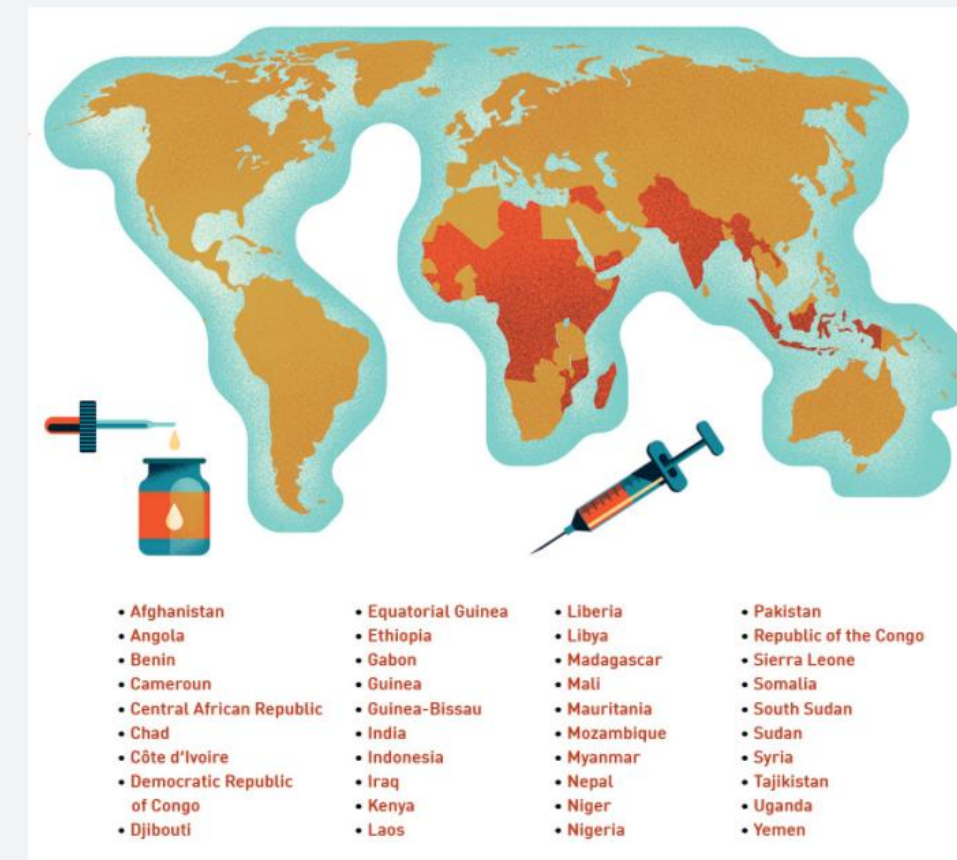 • Afghanistan
• Angola
• Benin
• Cameroun
• Central African Republic
• Chad
• Côte d'Ivoire
• Democratic Republic
of Congo
• Djibouti
• Equatorial Guinea
• Ethiopia
• Gabon
• Guinea
• Guinea-Bissau
• India
• Indonesia
• Iraq
• Kenya
• Laos
• Liberia
• Libya
• Madagascar
• Mali
• Mauritania
• Mozambique
• Myanmar
• Nepal
• Niger
• Nigeria
• Pakistan
• Republic of the Congo
• Sierra Leone
• Somalia
• South Sudan
• Sudan
• Syria
• Tajikistan
• Uganda
• Yemen